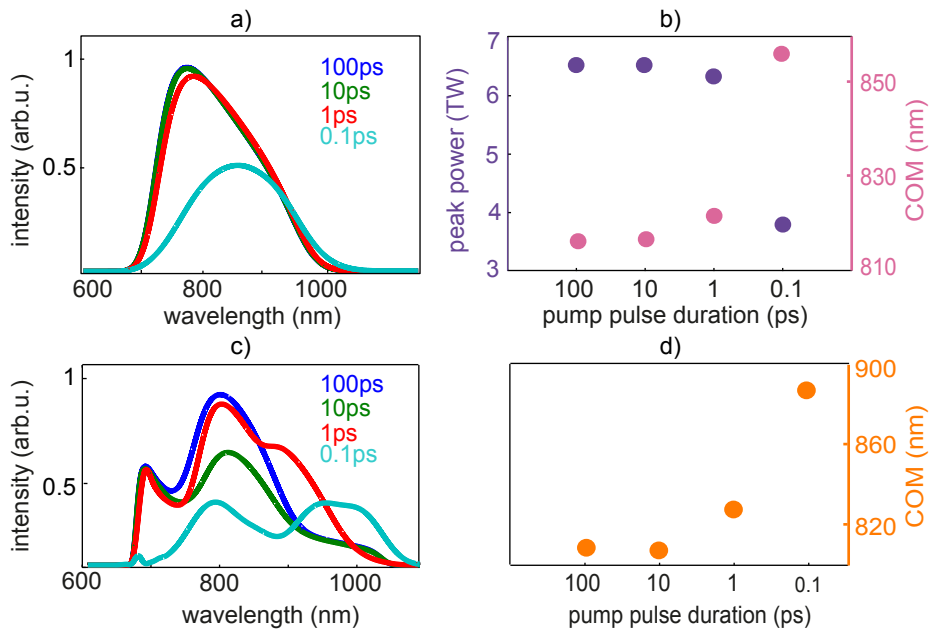 a)
intensity (arb.u.)
1
0.5
100ps
10ps
1ps
0.1ps
600
800
1000
wavelength (nm)
b)
peak power (TW)
7
6
5
4
3
850
830
810
COM (nm)
100
10
1
0.1
pump pulse duration (ps)
c)
intensity (arb.u.)
1
0.5
100ps
10ps
1ps
0.1ps
600
800
1000
wavelength (nm)
d)
900
860
820
COM (nm)
100
10
1
0.1
pump pulse duration (ps)